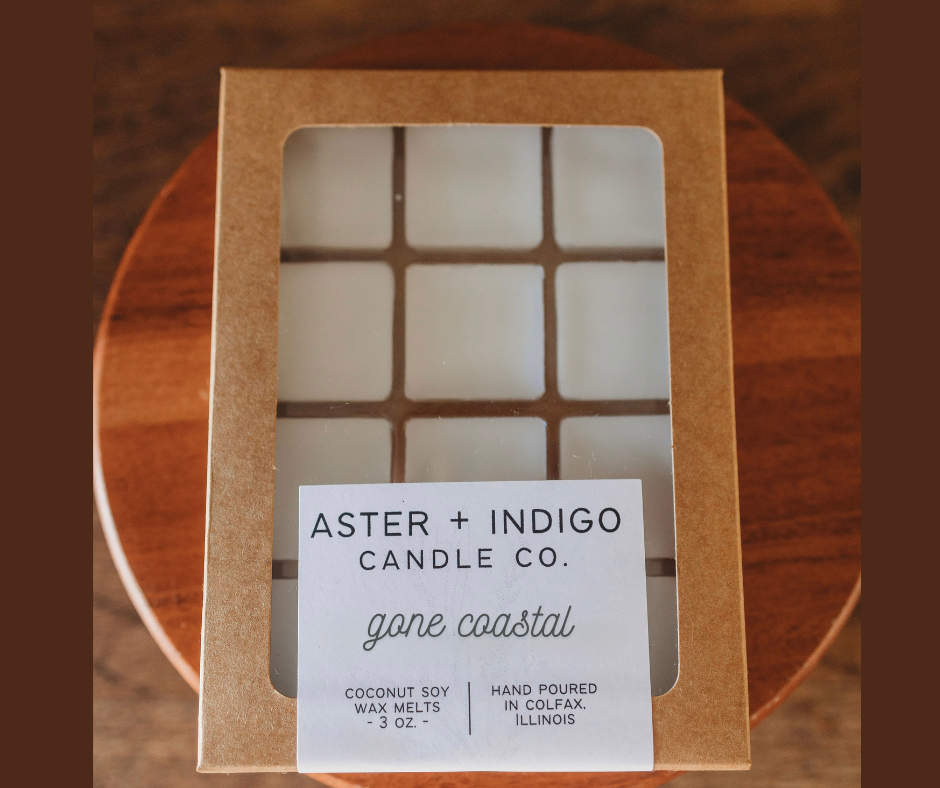 ASTER + INDIGO
CANDLE CO.
gone coastal
COCONUT SOY
WAX MELTS
- 3 OZ. -
HAND POURED
IN COLFAX,
ILLINOIS